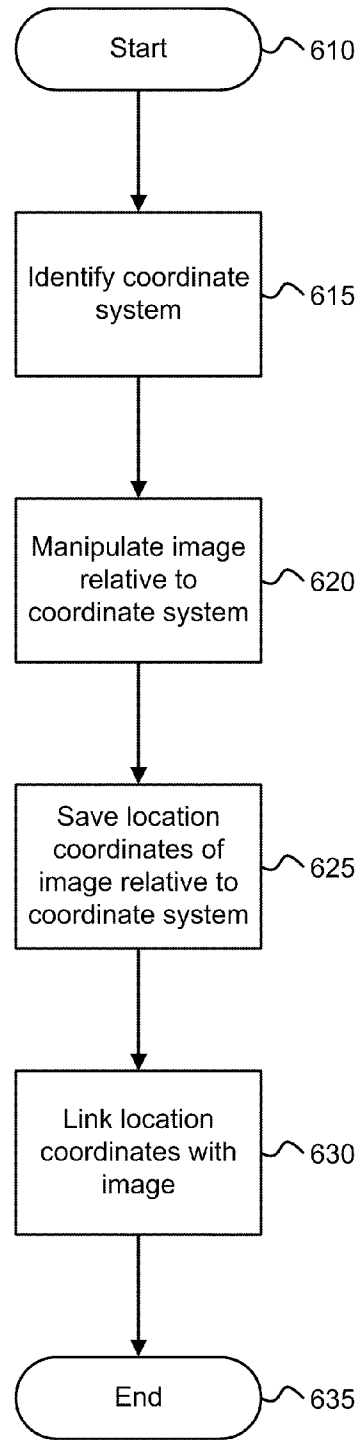 Start
610
Identify coordinate
system
615
Manipulate image
relative to
coordinate system
620
Save location
coordinates of
image relative to
coordinate system
625
Link location
coordinates with
image
630
End
635